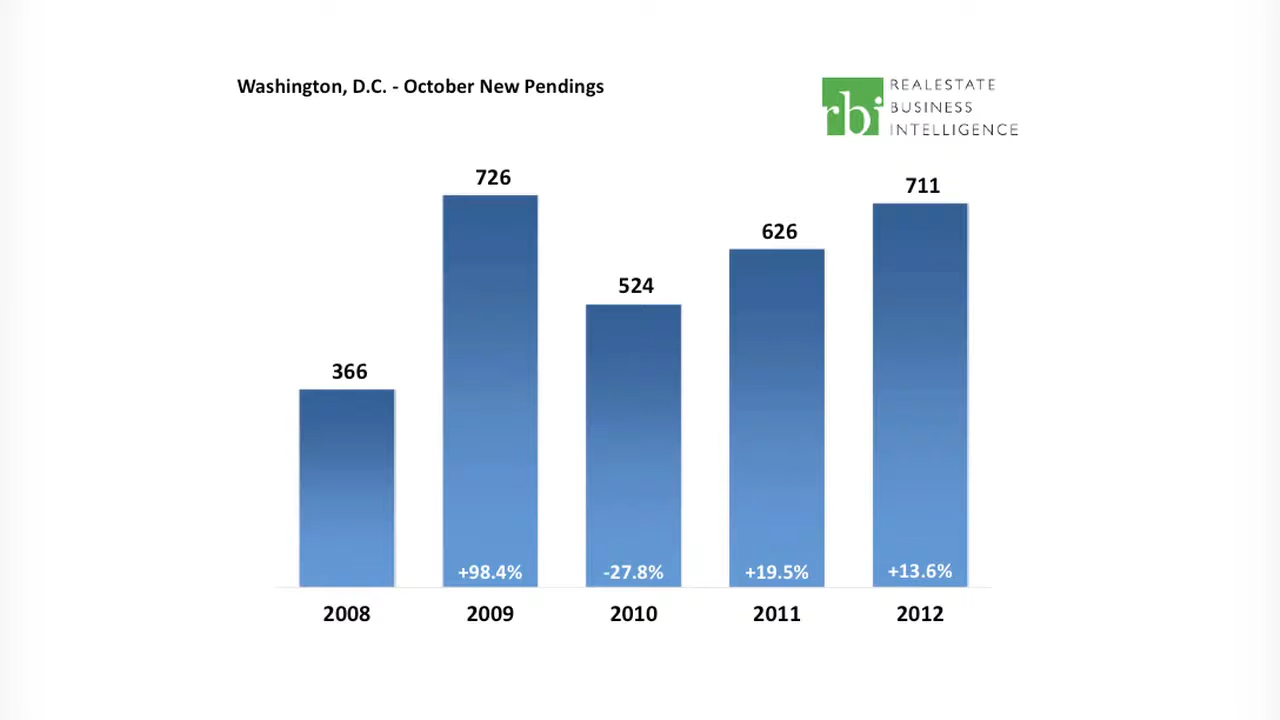 Washington, D.C. - October New Pendings
rbi
REALESTATE
BUSINESS
INTELLIGENCE
726
711
626
524
366
+98.4%
-27.8%
+19.5%
+13.6%
2008
2009
2010
2011
2012